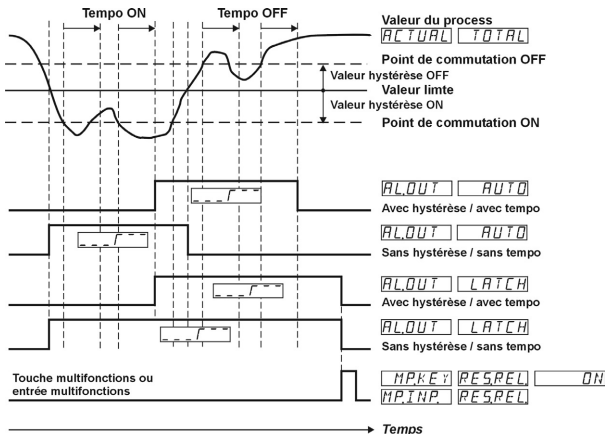 Tempo ON
Tempo OFF
Valeur du process
ACTUAL TOTAL
Point de commutation OFF
Valeur hystérèse OFF
Valeur limte
Valeur hystérèse ON
Point de commutation ON
AL.OUT AUTO
Avec hystérèse / avec tempo
AL.OUT AUTO
Sans hystérèse / sans tempo
AL.OUT LATCH
Avec hystérèse / avec tempo
AL.OUT LATCH
Sans hystérèse / sans tempo
Touche multifonctions ou
entrée multifonctions
MP.KEY RES.REL. ON
MP.INP. RES.REL.
Temps